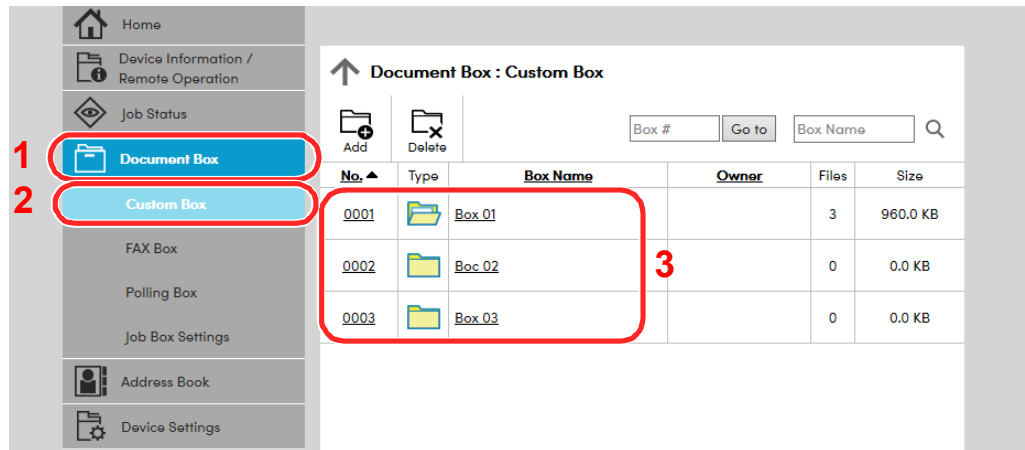 Home
Device Information /
Remote Operation
Job Status
1
Document Box
2
Custom Box
FAX Box
Polling Box
Job Box Settings
Address Book
Device Settings
Document Box : Custom Box
Add
Delete
Box #
Go to
Box Name
No. Type Box Name Owner Files Size
0001 Box 01 3 960.0 KB
0002 Boc 02 0 0.0 KB
3
0003 Box 03 0 0.0 KB